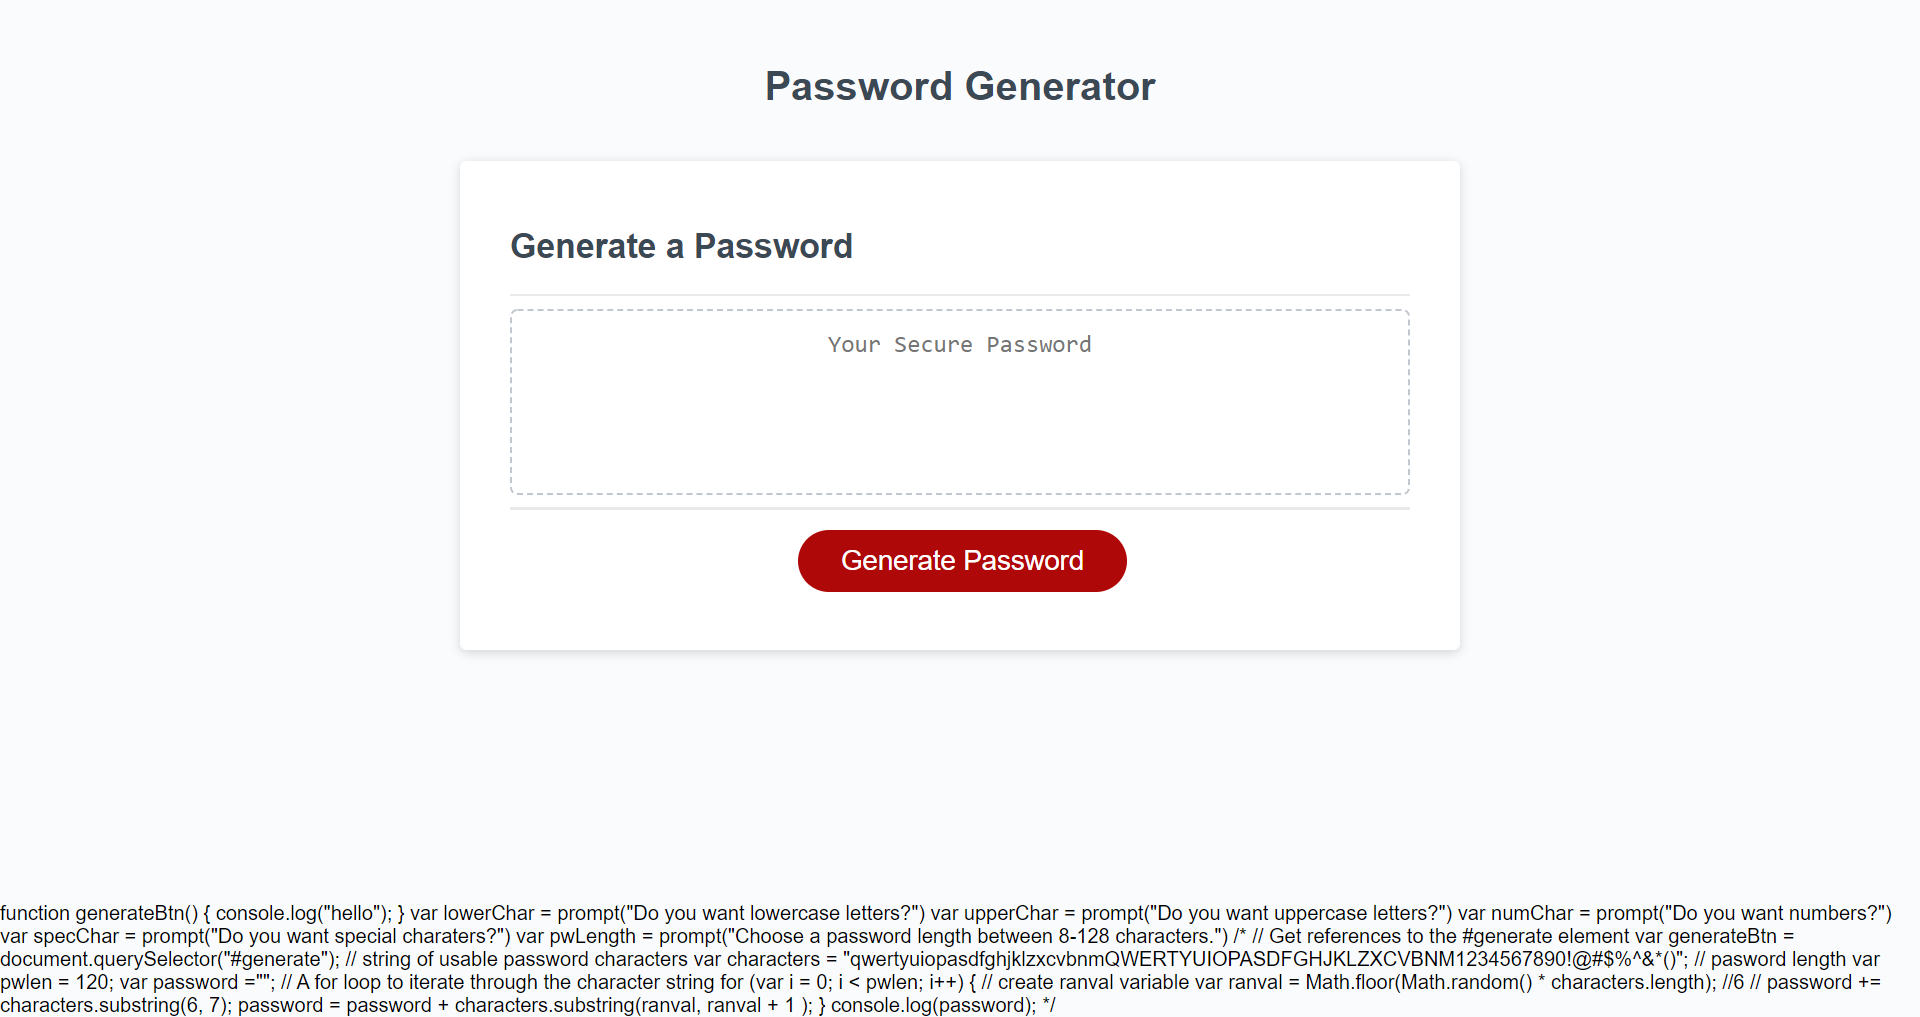 Password Generator
Generate a Password
Your Secure Password
Generate Password
function generateBtn() { console.log("hello"); } var lowerChar = prompt("Do you want lowercase letters?") var upperChar = prompt("Do you want uppercase letters?") var numChar = prompt("Do you want numbers?")
var specChar = prompt("Do you want special charaters?") var pwLength = prompt("Choose a password length between 8-128 characters.") /* // Get references to the #generate element var generateBtn =
document.querySelector("#generate"); // string of usable password characters var characters = "qwertyuiopasdfghjklzxcvbnmQWERTYUIOPASDFGHJKLZXCVBNM1234567890!@#$%^&*()"; // pasword length var
pwlen = 120; var password =""; // A for loop to iterate through the character string for (var i = 0; i < pwlen; i++) { // create ranval variable var ranval = Math.floor(Math.random() * characters.length); //6 // password +=
characters.substring(6, 7); password = password + characters.substring(ranval, ranval + 1 ); } console.log(password); */